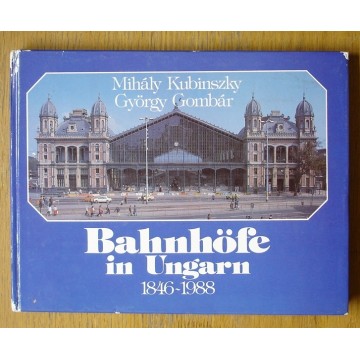 Mihály Kubinszky
György Gombár
Bahnhöfe
in Ungarn
1846-1988